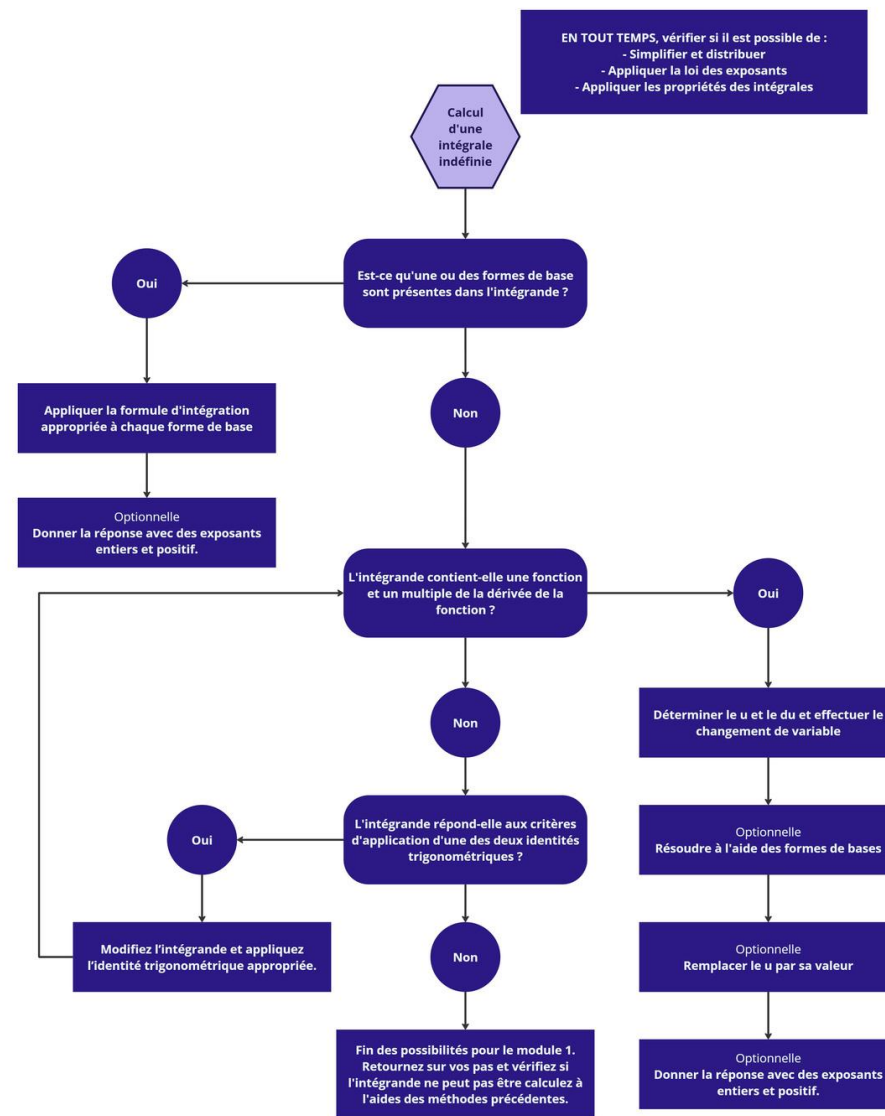 EN TOUT TEMPS, vérifier si il est possible de :
- Simplifier et distribuer
- Appliquer la loi des exposants
- Appliquer les propriétés des intégrales
Calcul
d'une
intégrale
indéfinie
Est-ce qu'une ou des formes de base
sont présentes dans l'intégrande ?
Oui
Appliquer la formule d'intégration
appropriée à chaque forme de base
Optionnelle
Donner la réponse avec des exposants
entiers et positif.
Non
L'intégrande contient-elle une fonction
et un multiple de la dérivée de la
fonction ?
Oui
Déterminer le u et le du et effectuer le
changement de variable
Optionnelle
Résoudre à l'aide des formes de bases
Optionnelle
Remplacer le u par sa valeur
Optionnelle
Donner la réponse avec des exposants
entiers et positif.
Non
L'intégrande répond-elle aux critères
d'application d'une des deux identités
trigonométriques ?
Oui
Modifiez l'intégrande et appliquez
l'identité trigonométrique appropriée.
Non
Fin des possibilités pour le module 1.
Retournez sur vos pas et vérifiez si
l'intégrande ne peut pas être calculez à
l'aides des méthodes précédentes.